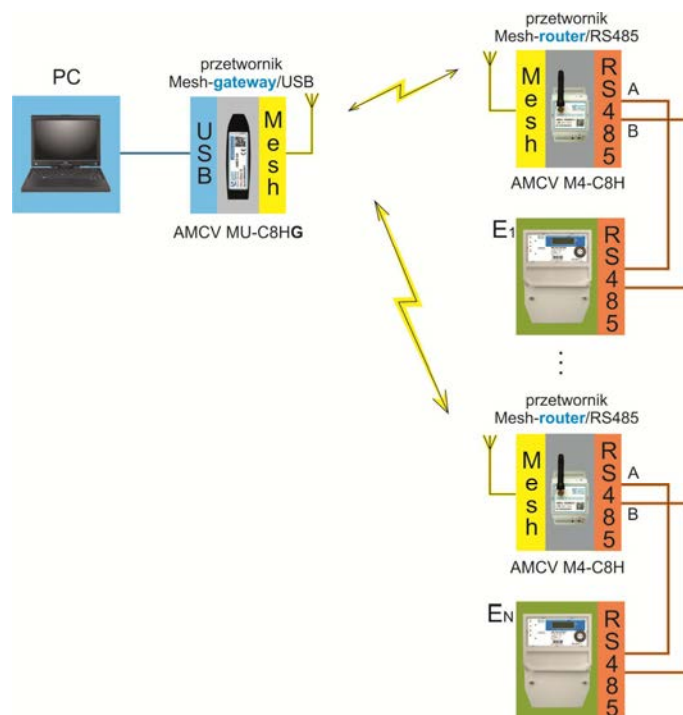 PC
przetwornik
Mesh-gateway/USB
USB
Mesh
AMCV MU-C8HG
przetwornik
Mesh-router/RS485
Mesh
RS485
A
B
AMCV M4-C8H
E1
RS485
przetwornik
Mesh-router/RS485
Mesh
RS485
A
B
AMCV M4-C8H
EN
RS485